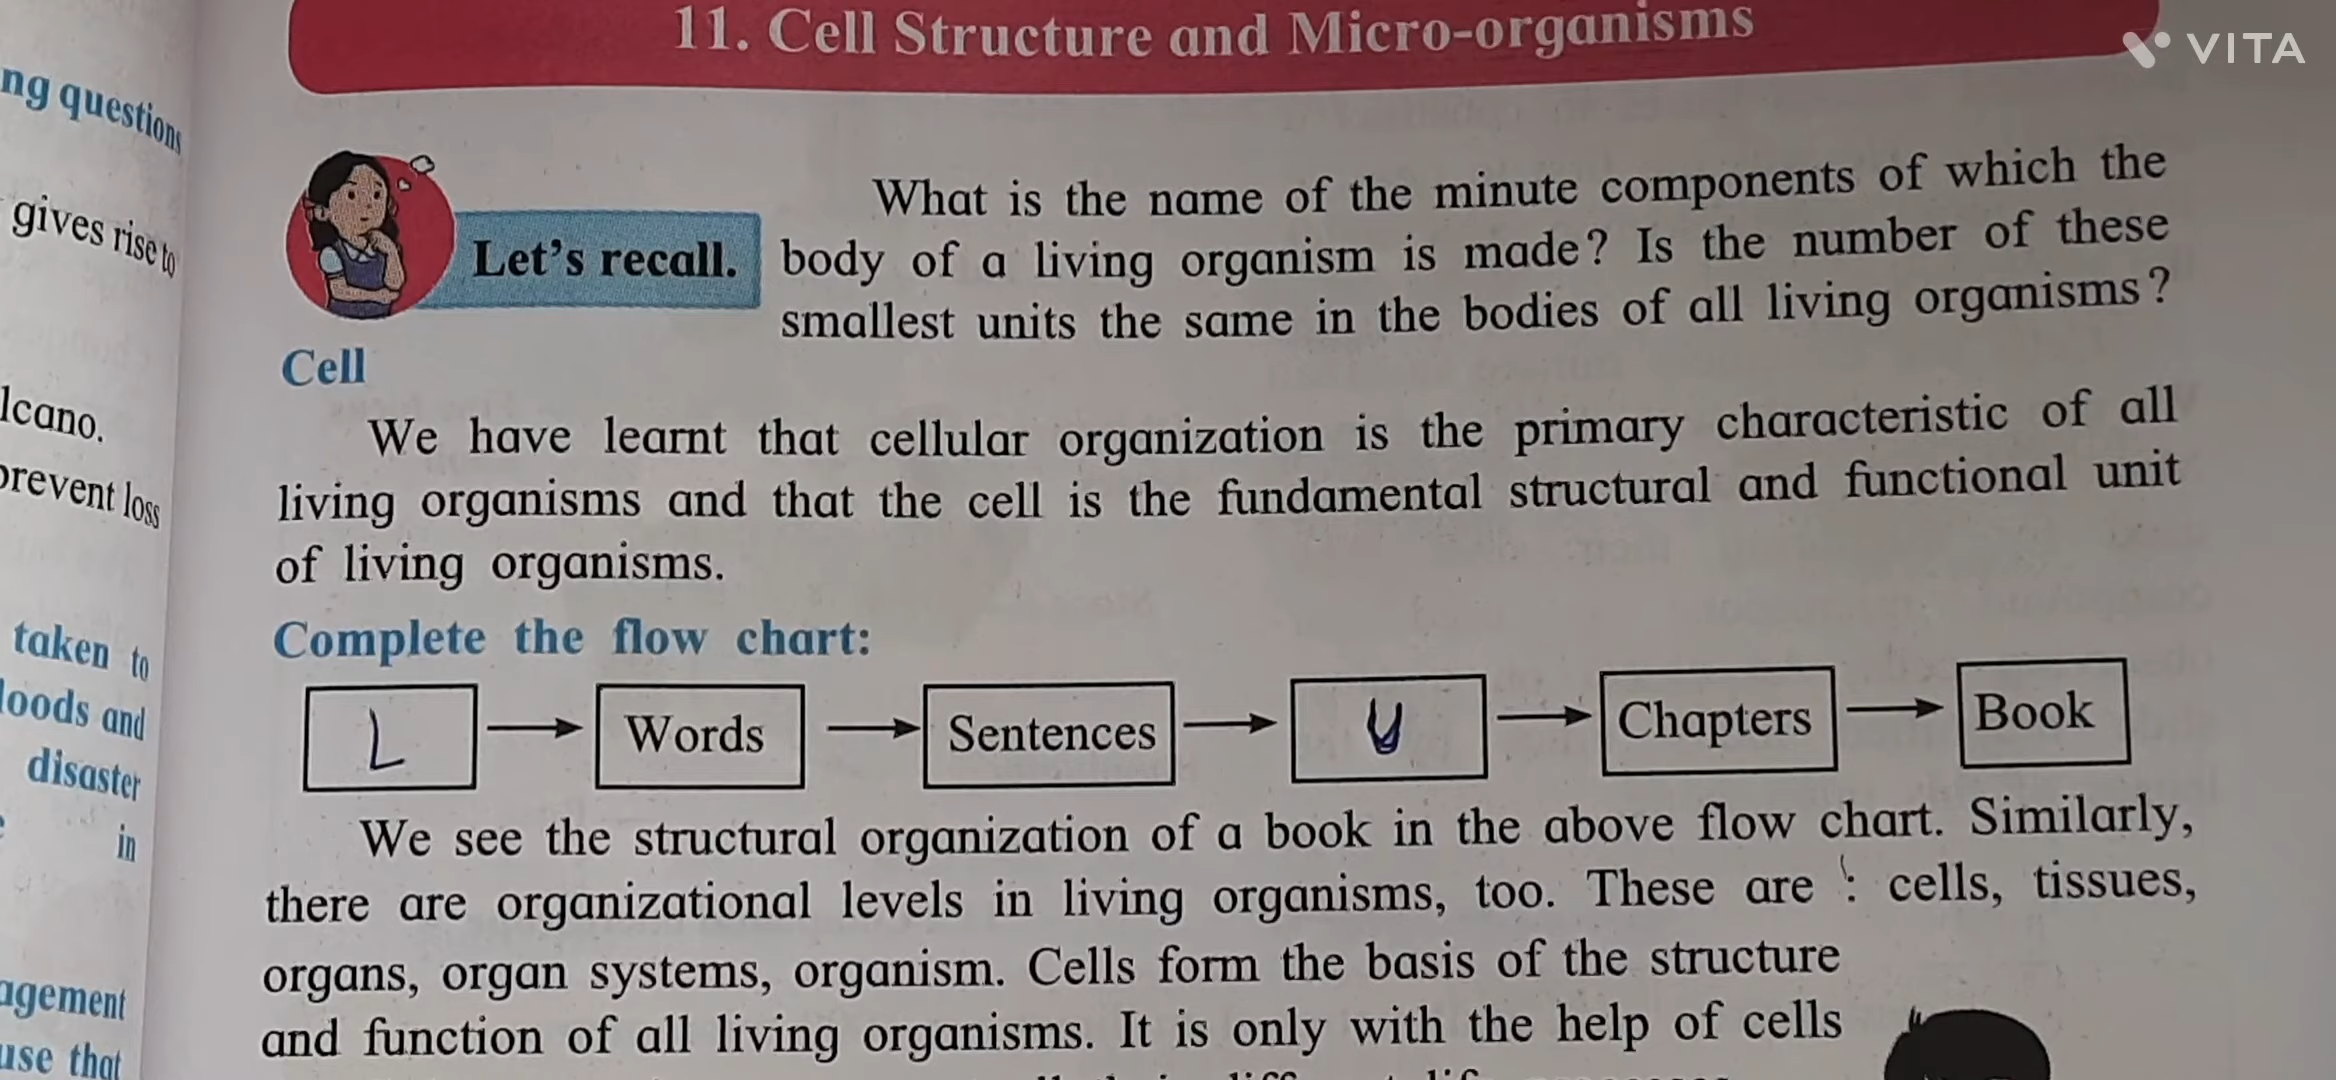 11. Cell Structure and Micro-organisms
VITA
ng questions
gives rise to
lcano.
prevent loss
taken to
loods and
disaster
in
agement
use that
Let's recall.
What is the name of the minute components of which the
body of a living organism is made? Is the number of these
smallest units the same in the bodies of all living organisms?
Cell
We have learnt that cellular organization is the primary characteristic of all
living organisms and that the cell is the fundamental structural and functional unit
of living organisms.
Complete the flow chart:
L → Words → Sentences → → Chapters → Book
We see the structural organization of a book in the above flow chart. Similarly,
there are organizational levels in living organisms, too. These are : cells, tissues,
organs, organ systems, organism. Cells form the basis of the structure
and function of all living organisms. It is only with the help of cells